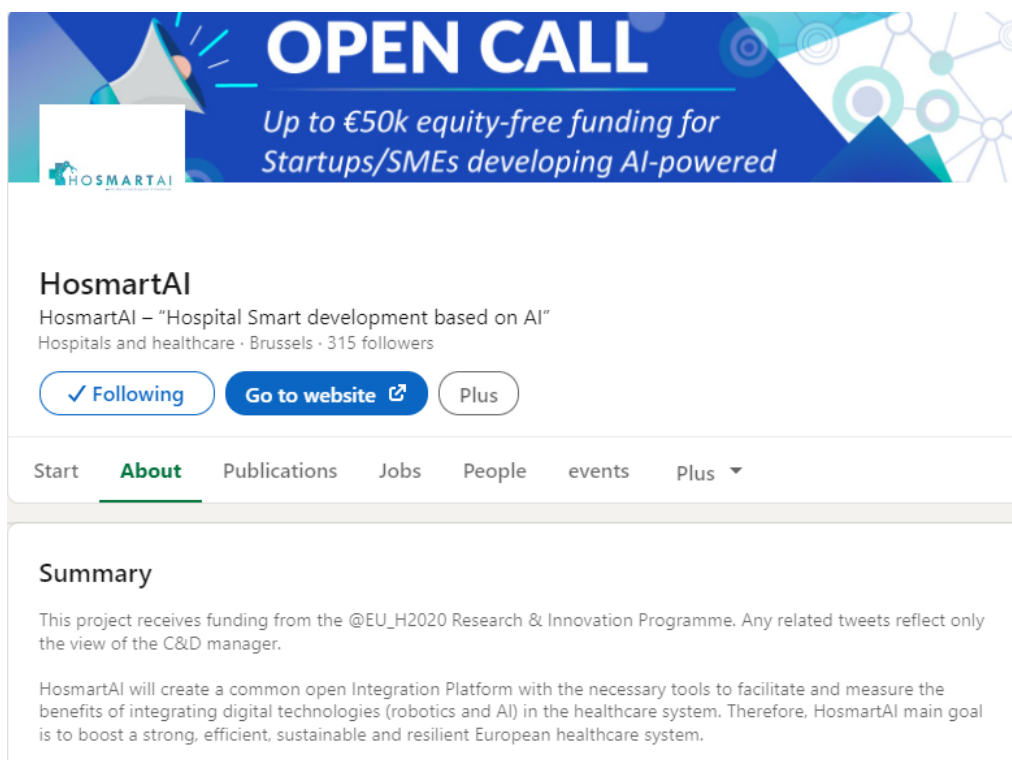 OPEN CALL
Up to €50k equity-free funding for
Startups/SMEs developing AI-powered
HOSMARTAI
HosmartAI
HosmartAI – “Hospital Smart development based on AI”
Hospitals and healthcare · Brussels · 315 followers
Following
Go to website
Plus
Start About Publications Jobs People events Plus
Summary
This project receives funding from the @EU_H2020 Research & Innovation Programme. Any related tweets reflect only
the view of the C&D manager.
HosmartAI will create a common open Integration Platform with the necessary tools to facilitate and measure the
benefits of integrating digital technologies (robotics and AI) in the healthcare system. Therefore, HosmartAI main goal
is to boost a strong, efficient, sustainable and resilient European healthcare system.